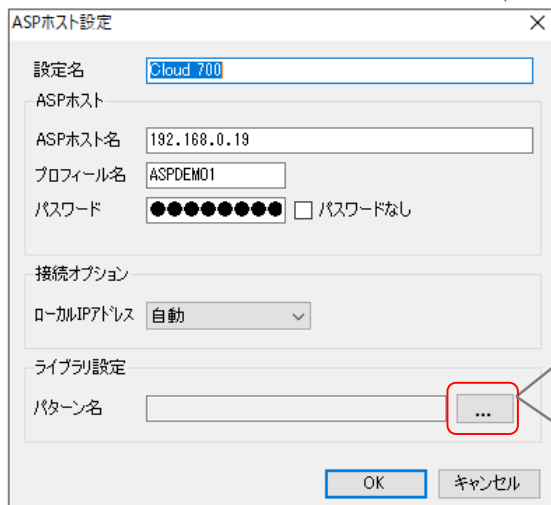 ASPホスト設定
設定名 Cloud 700
ASPホスト
ASPホスト名 192.168.0.19
プロフィール名 ASPDEMO1
パスワード ●●●●●●●● パスワードなし
接続オプション
ローカルIPアドレス 自動
ライブラリ設定
パターン名 ...
OK キャンセル